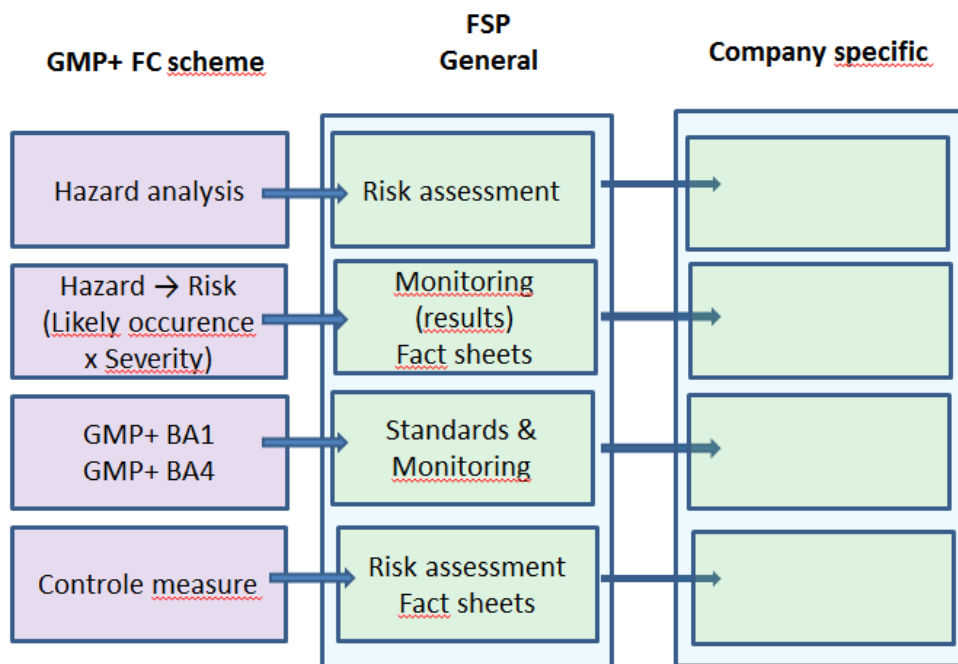 GMP+ FC scheme
FSP
General
Company specific
Hazard analysis
Risk assessment
Hazard → Risk
(Likely occurence
x Severity)
Monitoring
(results)
Fact sheets
GMP+ BA1
GMP+ BA4
Standards &
Monitoring
Controle measure
Risk assessment
Fact sheets